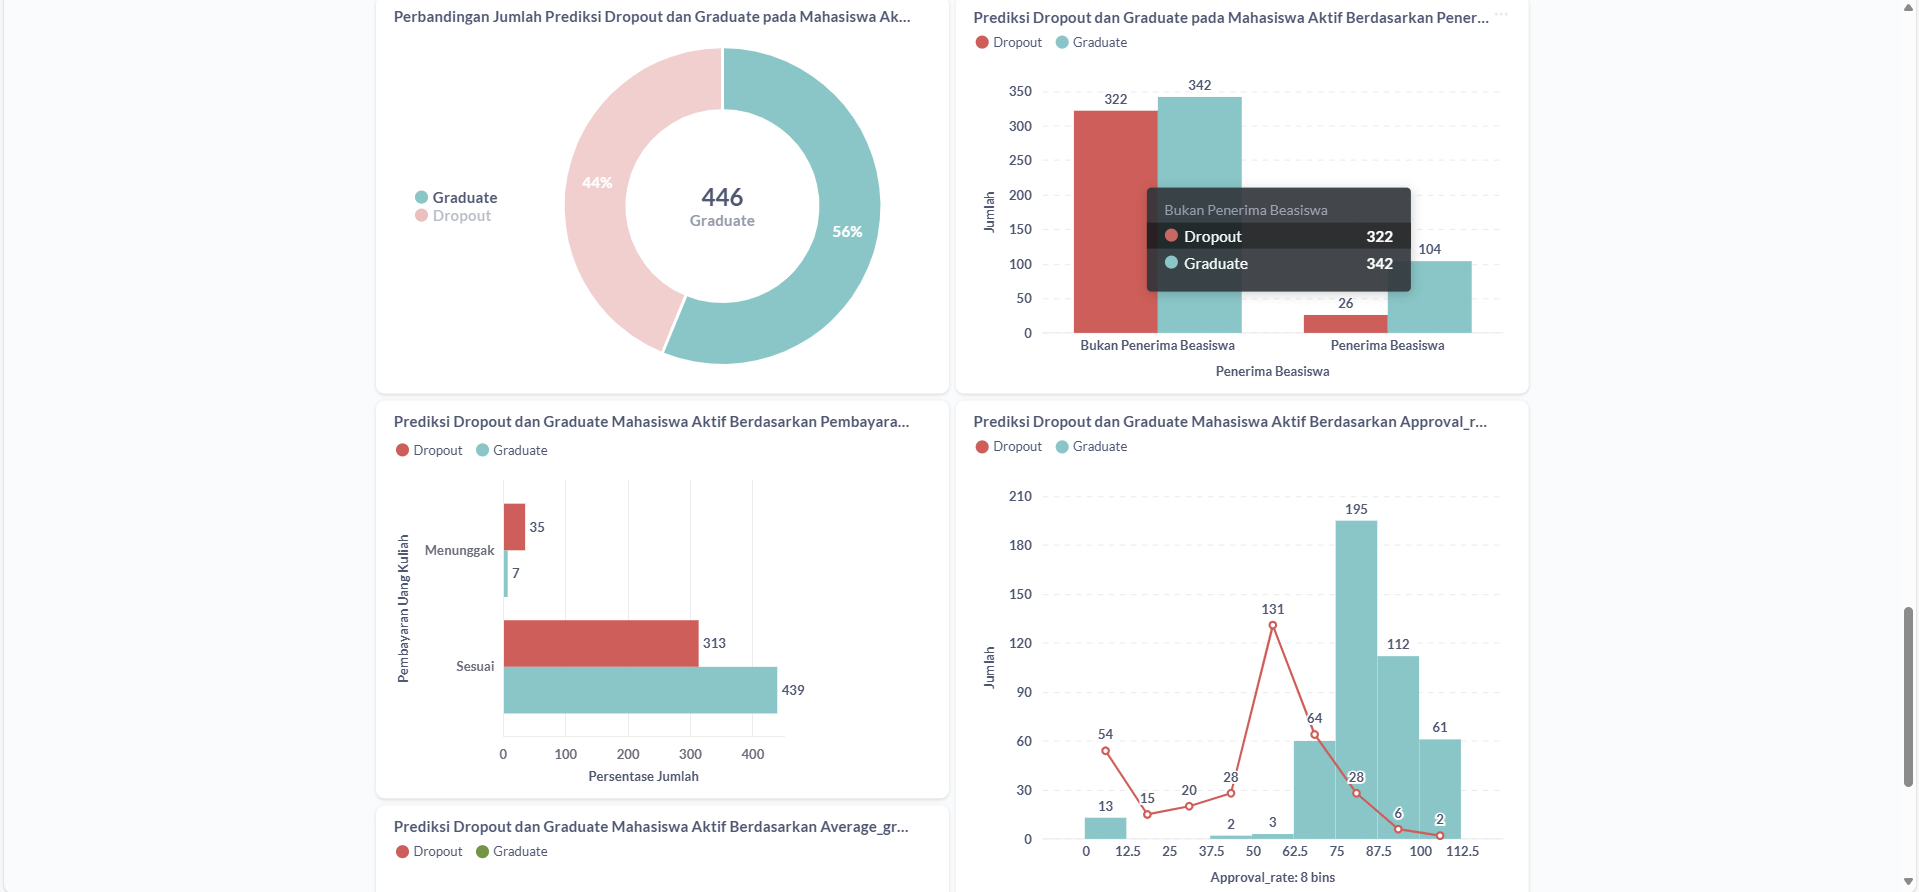 Perbandingan Jumlah Prediksi Dropout dan Graduate pada Mahasiswa Ak...
Graduate
Dropout
44%
446
Graduate
56%
Prediksi Dropout dan Graduate pada Mahasiswa Aktif Berdasarkan Pener...
Dropout
Graduate
Jumlah
350
300
250
200
150
100
50
0
322
342
26
104
Bukan Penerima Beasiswa
Dropout 322
Graduate 342
Bukan Penerima Beasiswa
Penerima Beasiswa
Penerima Beasiswa
Prediksi Dropout dan Graduate Mahasiswa Aktif Berdasarkan Pembayara...
Dropout
Graduate
Pembayaran Uang Kuliah
Menunggak
35
7
Sesuai
313
439
0
100
200
300
400
Persentase Jumlah
Prediksi Dropout dan Graduate Mahasiswa Aktif Berdasarkan Approval_r...
Dropout
Graduate
Jumlah
210
180
150
120
90
60
30
0
54
13
15
20
28
2
131
3
64
195
28
112
6
61
2
0
12.5
25
37.5
50
62.5
75
87.5
100
112.5
Approval_rate: 8 bins
Prediksi Dropout dan Graduate Mahasiswa Aktif Berdasarkan Average_gr...
Dropout
Graduate